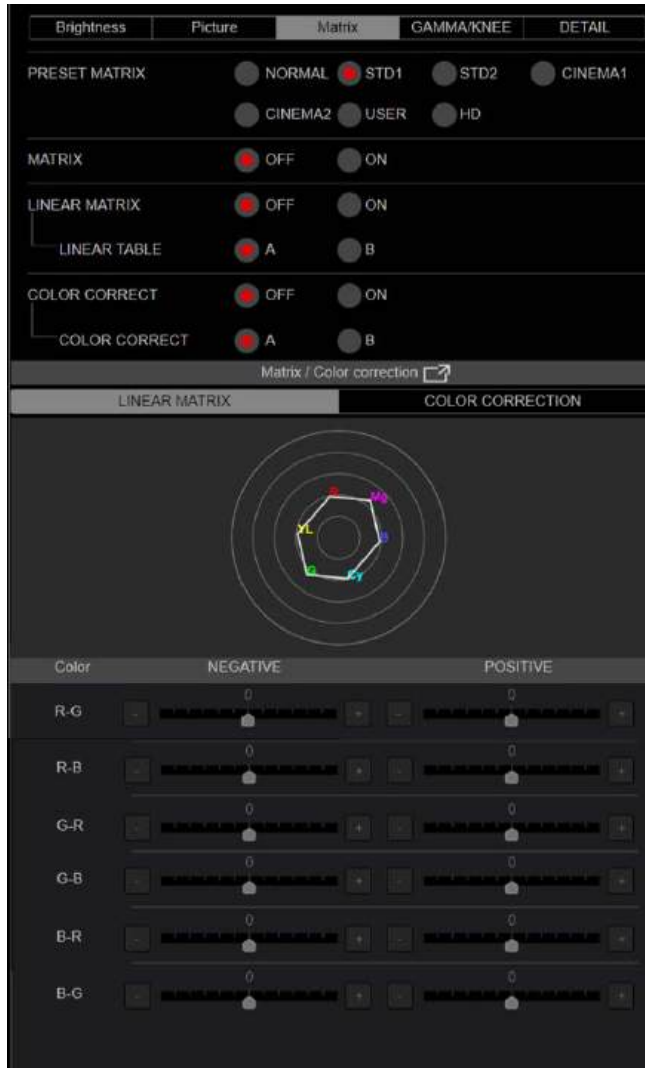 Brightness Picture Matrix GAMMA/KNEE DETAIL
PRESET MATRIX NORMAL STD1 STD2 CINEMA1
CINEMA2 USER HD
MATRIX OFF ON
LINEAR MATRIX OFF ON
LINEAR TABLE A B
COLOR CORRECT OFF ON
COLOR CORRECT A B
Matrix / Color correction
LINEAR MATRIX COLOR CORRECTION
R Mg
YL B
G Cy
Color NEGATIVE POSITIVE
0 0
R-G - + - +
0 0
R-B - + - +
0 0
G-R - + - +
0 0
G-B - + - +
0 0
B-R - + - +
0 0
B-G - + - +